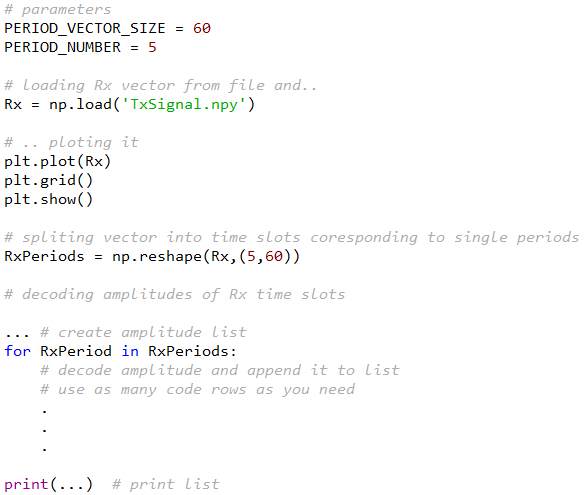 # parameters
PERIOD_VECTOR_SIZE = 60
PERIOD_NUMBER = 5
# loading Rx vector from file and..
Rx = np.load('TxSignal.npy')
# .. ploting it
plt.plot(Rx)
plt.grid()
plt.show()
# spliting vector into time slots coresponding to single periods
RxPeriods = np.reshape(Rx,(5,60))
# decoding amplitudes of Rx time slots
... # create amplitude list
for RxPeriod in RxPeriods:
    # decode amplitude and append it to list
    # use as many code rows as you need
    .
    .
    .
print(...)  # print list